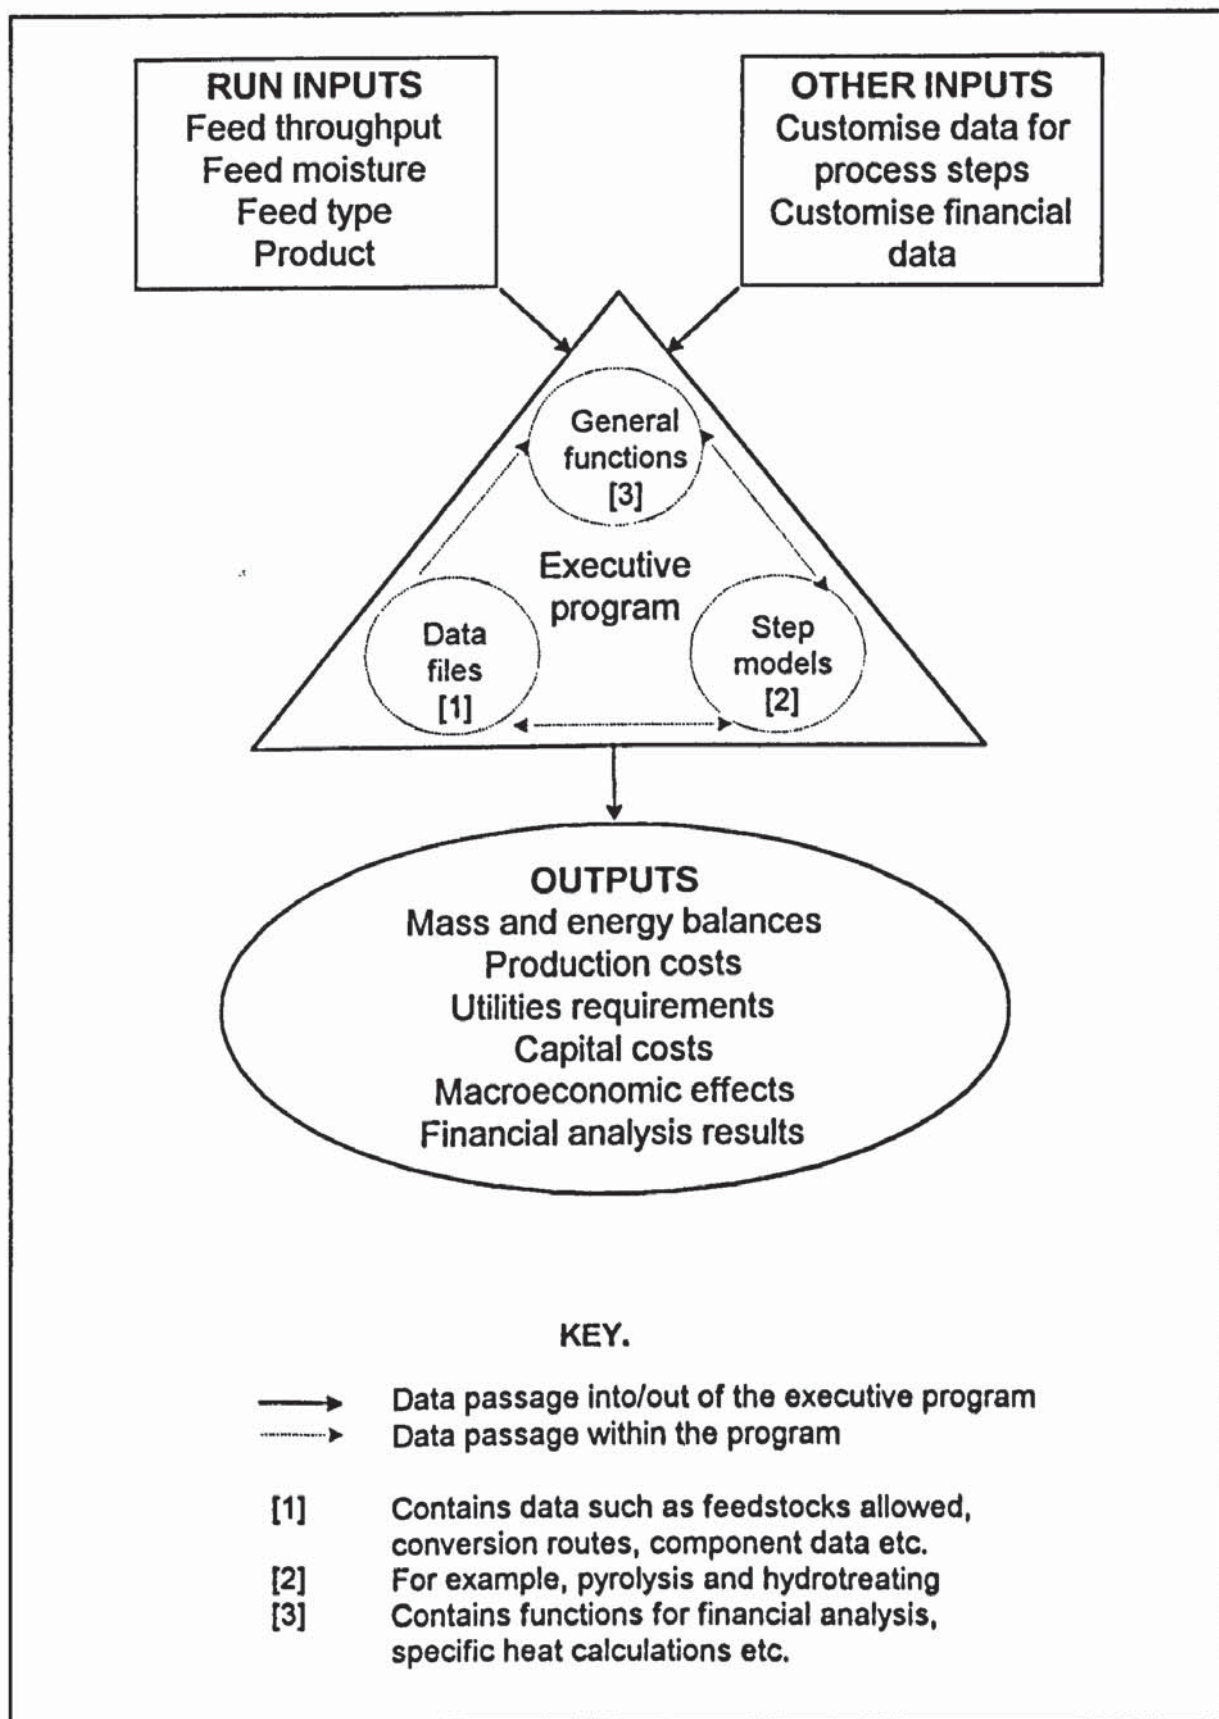 RUN INPUTS
Feed throughput
Feed moisture
Feed type
Product
OTHER INPUTS
Customise data for
process steps
Customise financial
data
General
functions
[3]
Executive
program
Data
files
[1]
Step
models
[2]
OUTPUTS
Mass and energy balances
Production costs
Utilities requirements
Capital costs
Macroeconomic effects
Financial analysis results
KEY.
Data passage into/out of the executive program
Data passage within the program
[1] Contains data such as feedstocks allowed,
conversion routes, component data etc.
[2] For example, pyrolysis and hydrotreating
[3] Contains functions for financial analysis,
specific heat calculations etc.